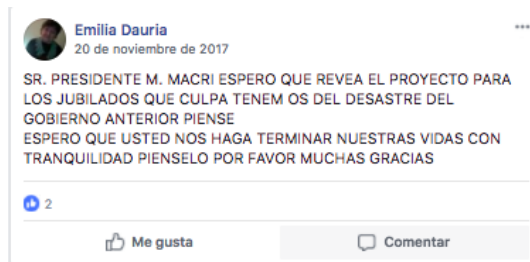 Emilia Dauria
20 de noviembre de 2017
SR. PRESIDENTE M. MACRI ESPERO QUE REVEA EL PROYECTO PARA
LOS JUBILADOS QUE CULPA TENEM OS DEL DESASTRE DEL
GOBIERNO ANTERIOR PIENSE
ESPERO QUE USTED NOS HAGA TERMINAR NUESTRAS VIDAS CON
TRANQUILIDAD PIENSELO POR FAVOR MUCHAS GRACIAS
2
Me gusta Comentar